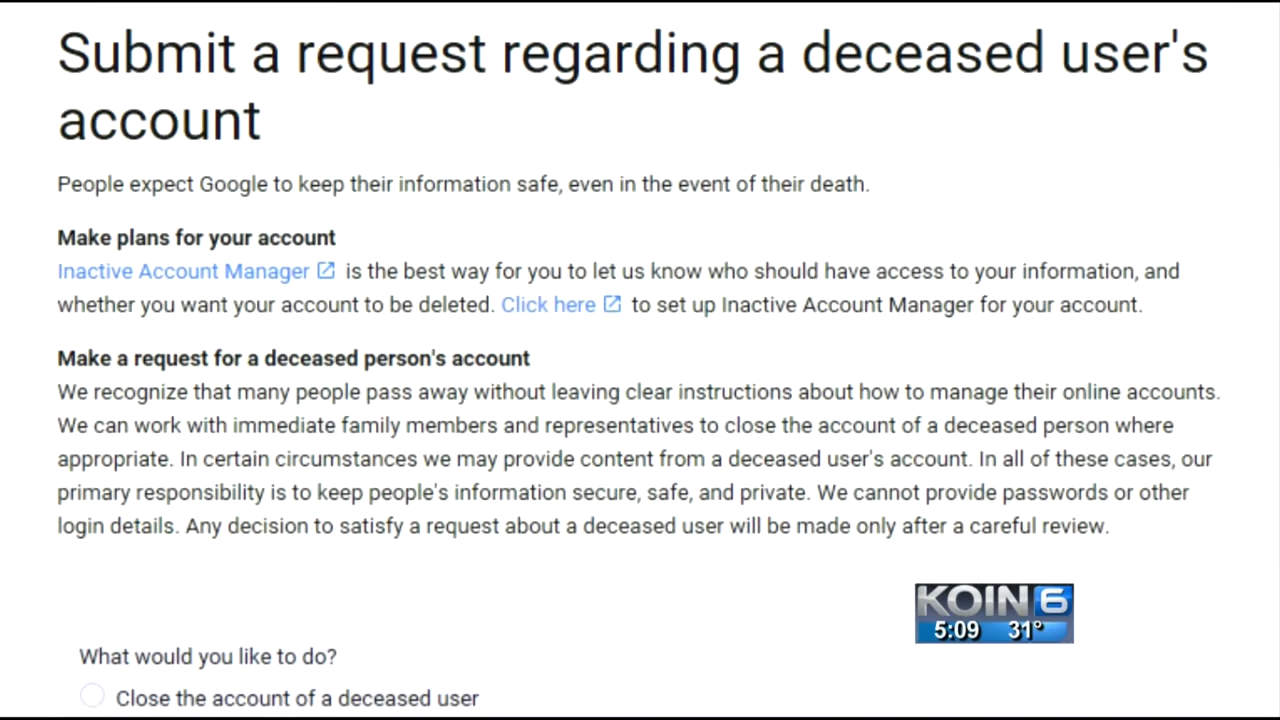 Submit a request regarding a deceased user's
account
People expect Google to keep their information safe, even in the event of their death.
Make plans for your account
Inactive Account Manager is the best way for you to let us know who should have access to your information, and
whether you want your account to be deleted. Click here to set up Inactive Account Manager for your account.
Make a request for a deceased person's account
We recognize that many people pass away without leaving clear instructions about how to manage their online accounts.
We can work with immediate family members and representatives to close the account of a deceased person where
appropriate. In certain circumstances we may provide content from a deceased user's account. In all of these cases, our
primary responsibility is to keep people's information secure, safe, and private. We cannot provide passwords or other
login details. Any decision to satisfy a request about a deceased user will be made only after a careful review.
KOIN 6
5:09 31°
What would you like to do?
Close the account of a deceased user